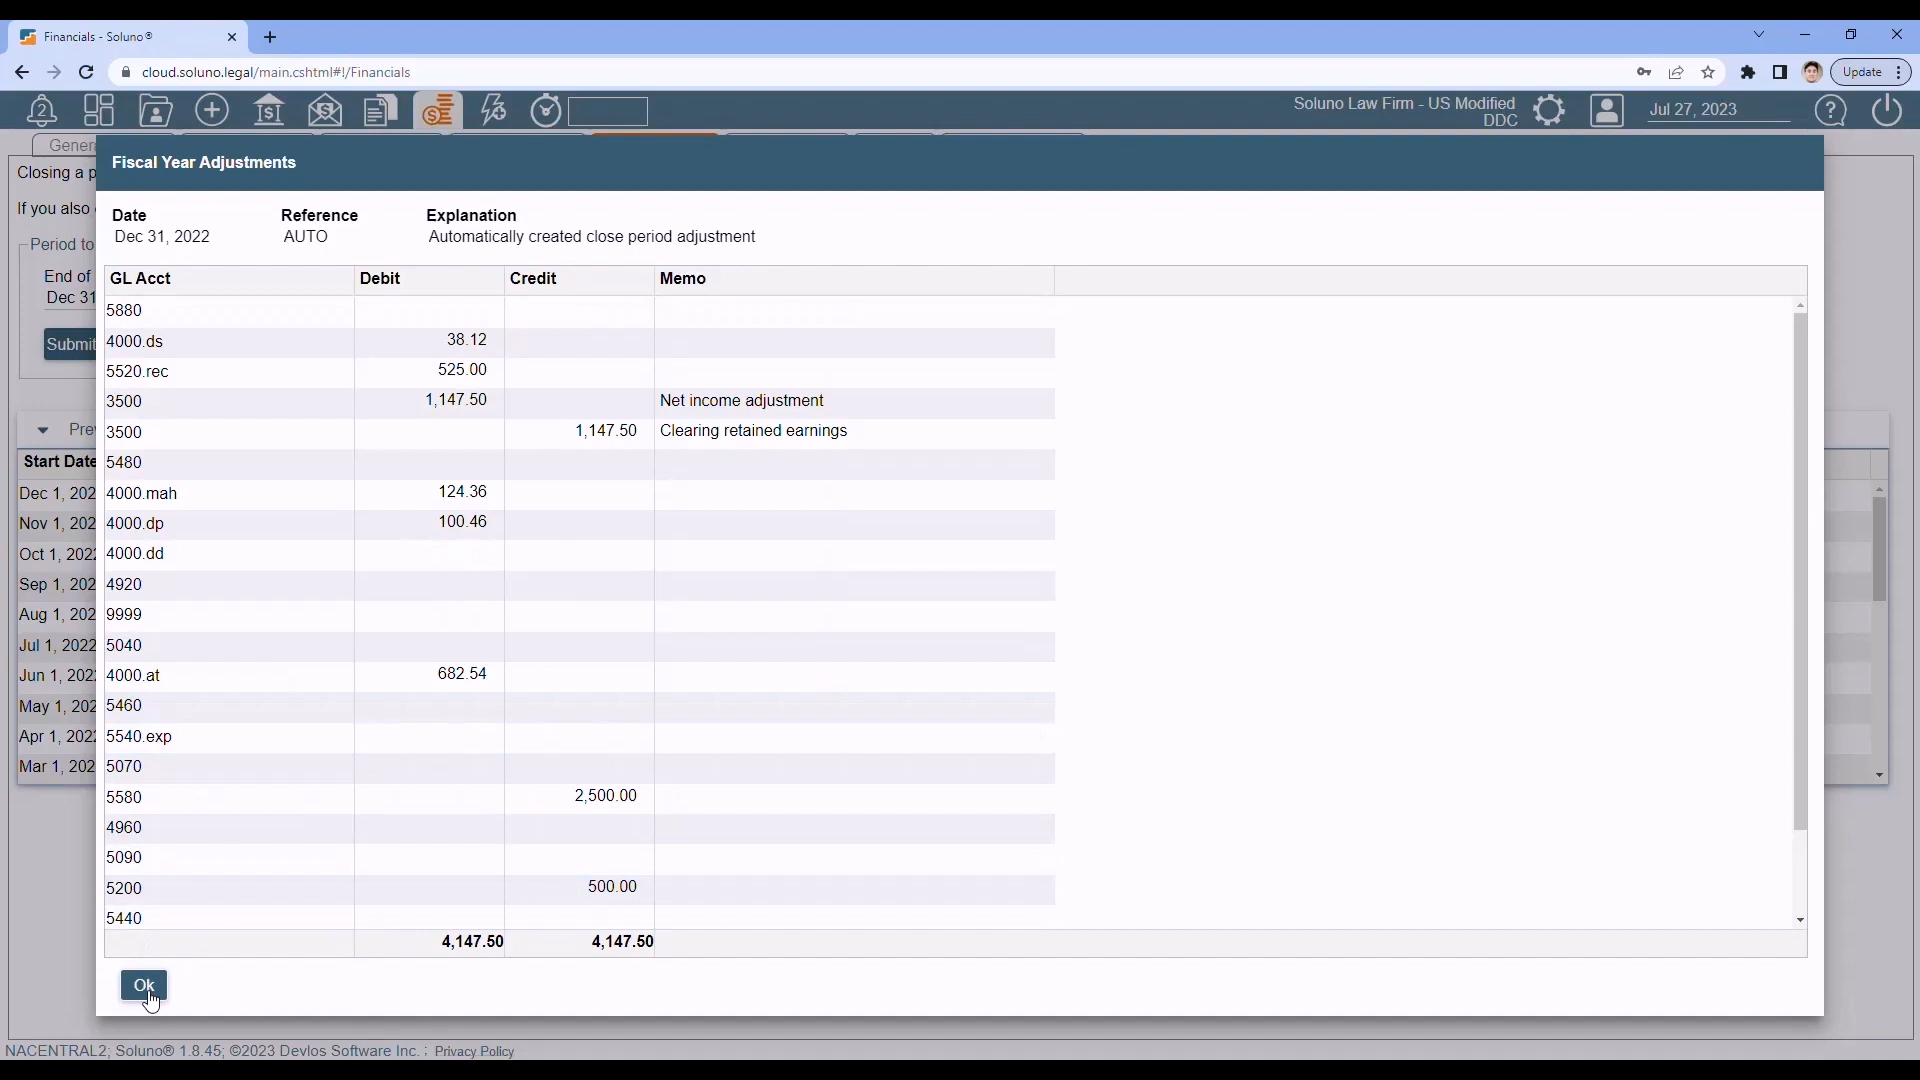 Financials - Soluno®
cloud.soluno.legal/main.cshtml#!/Financials
Update
2
Soluno Law Firm - US Modified
DDC
Jul 27, 2023
Genera
Closing a p
If you also
Period to
End of
Dec 31
Submit
Prev
Start Date
Dec 1, 202
Nov 1, 202
Oct 1, 2022
Sep 1, 202
Aug 1, 202
Jul 1, 2022
Jun 1, 202
May 1, 202
Apr 1, 202
Mar 1, 202
Fiscal Year Adjustments
Date Reference Explanation
Dec 31, 2022 AUTO Automatically created close period adjustment
GL Acct Debit Credit Memo
5880
4000.ds 38.12
5520.rec 525.00
3500 1,147.50 Net income adjustment
3500 1,147.50 Clearing retained earnings
5480
4000.mah 124.36
4000.dp 100.46
4000.dd
4920
9999
5040
4000.at 682.54
5460
5540.exp
5070
5580 2,500.00
4960
5090
5200 500.00
5440
4,147.50 4,147.50
Ok
NACENTRAL2; Soluno® 1.8.45; ©2023 Devlos Software Inc. : Privacy Policy